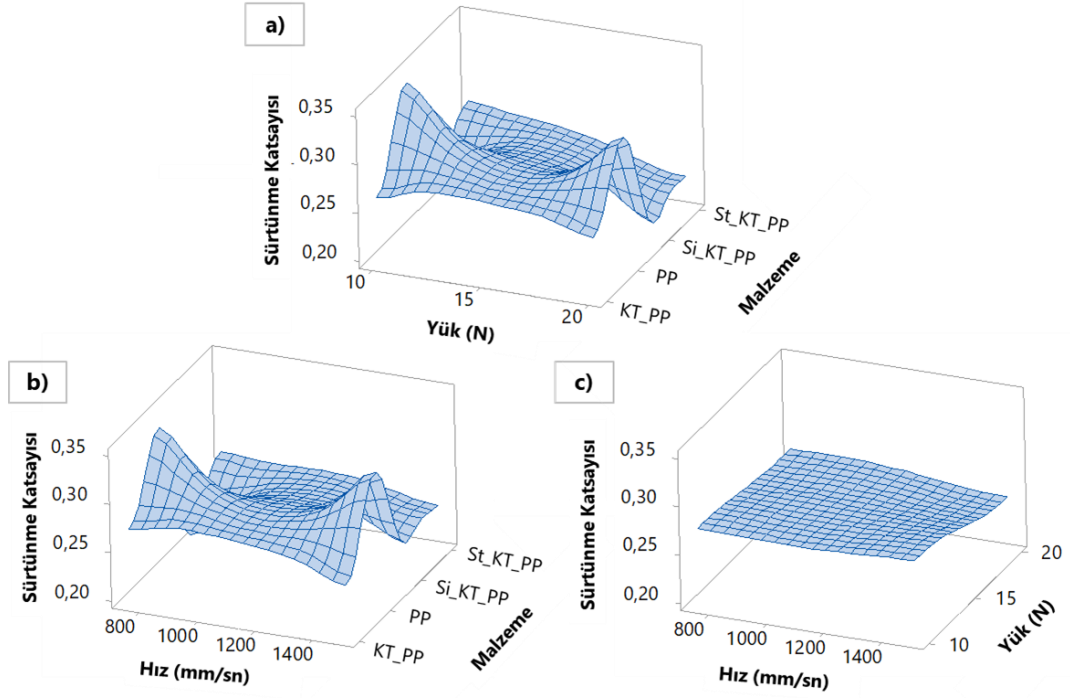 a)
Sürtünme Katsayısı
0,35
0,30
0,25
0,20
10
15
20
Yük (N)
St_KT_PP
Si_KT_PP
PP
KT_PP
Malzeme
b)
Sürtünme Katsayısı
0,35
0,30
0,25
0,20
800
1000
1200
1400
Hız (mm/sn)
St_KT_PP
Si_KT_PP
PP
KT_PP
Malzeme
c)
Sürtünme Katsayısı
0,35
0,30
0,25
0,20
800
1000
1200
1400
Hız (mm/sn)
20
15
10
Yük (N)